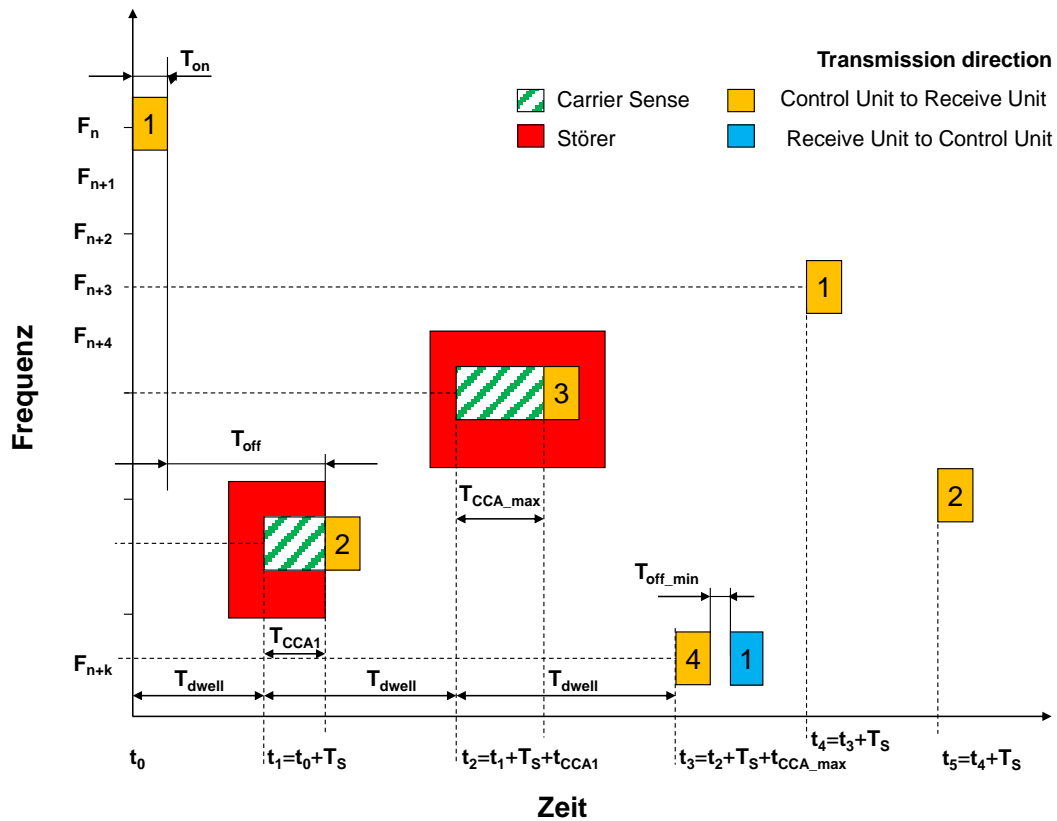 Transmission direction
T_on
Carrier Sense
Control Unit to Receive Unit
Störer
Receive Unit to Control Unit
F_n
1
F_n+1
F_n+2
F_n+3
1
F_n+4
3
Frequenz
T_off
T_CCA_max
2
2
T_off_min
T_CCA1
4
1
F_n+k
T_dwell
T_dwell
T_dwell
t_0
t_1=t_0+T_S
t_2=t_1+T_S+t_CCA1
t_3=t_2+T_S+t_CCA_max
t_4=t_3+T_S
t_5=t_4+T_S
Zeit